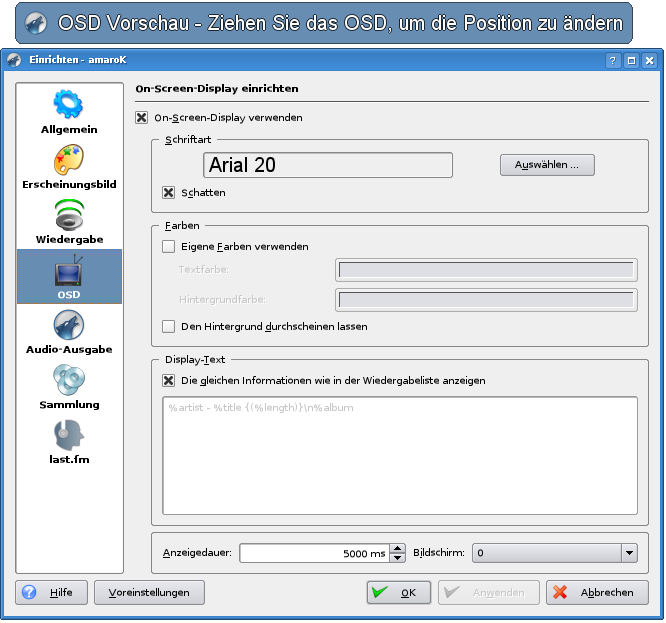 OSD Vorschau - Ziehen Sie das OSD, um die Position zu ändern
Einrichten - amaroK
?
Allgemein
Erscheinungsbild
Wiedergabe
OSD
Audio-Ausgabe
Sammlung
last.fm
On-Screen-Display einrichten
On-Screen-Display verwenden
Schriftart
Arial 20
Auswählen ...
Schatten
Farben
Eigene Farben verwenden
Textfarbe:
Hintergrundfarbe:
Den Hintergrund durchscheinen lassen
Display-Text
Die gleichen Informationen wie in der Wiedergabeliste anzeigen
%artist - %title {(%length)}\n%album
Anzeigedauer: 5000 ms Bildschirm: 0
? Hilfe Voreinstellungen OK Anwenden Abbrechen